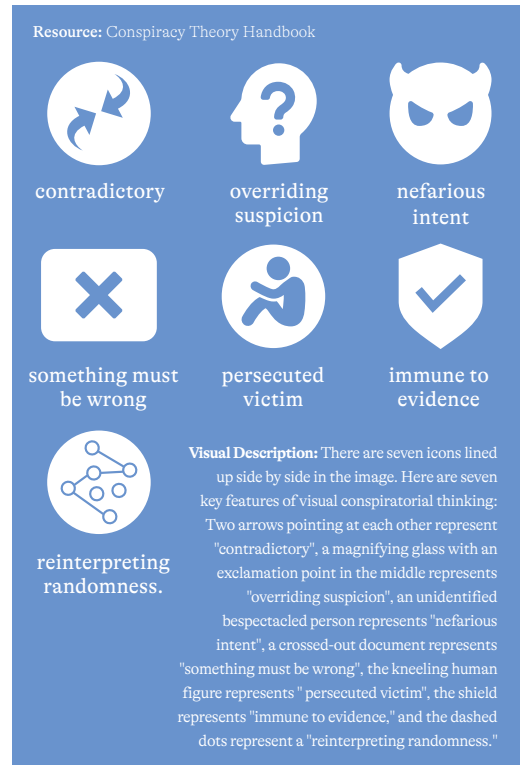 Resource: Conspiracy Theory Handbook
contradictory
overriding
suspicion
nefarious
intent
something must
be wrong
persecuted
victim
immune to
evidence
reinterpreting
randomness.
Visual Description: There are seven icons lined
up side by side in the image. Here are seven
key features of visual conspiratorial thinking:
Two arrows pointing at each other represent
"contradictory", a magnifying glass with an
exclamation point in the middle represents
"overriding suspicion", an unidentified
bespectacled person represents "nefarious
intent", a crossed-out document represents
"something must be wrong", the kneeling human
figure represents " persecuted victim", the shield
represents "immune to evidence," and the dashed
dots represent a "reinterpreting randomness."